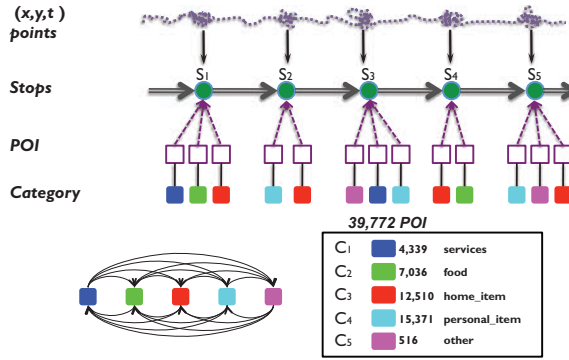 (x,y,t)
points
S1 S2 S3 S4 S5
Stops
POI
Category
39,772 POI
C1 4,339 services
C2 7,036 food
C3 12,510 home_item
C4 15,371 personal_item
C5 516 other